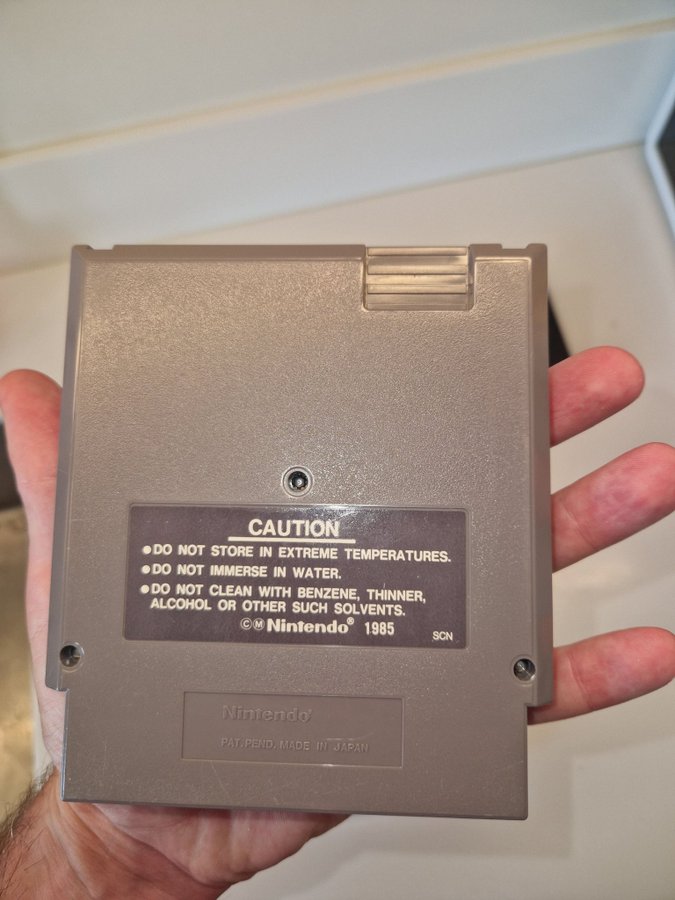 CAUTION
●DO NOT STORE IN EXTREME TEMPERATURES.
●DO NOT IMMERSE IN WATER.
●DO NOT CLEAN WITH BENZENE, THINNER,
ALCOHOL OR OTHER SUCH SOLVENTS.
©Ⓜ Nintendo® 1985 SCN
Nintendo®
PAT. PEND. MADE IN JAPAN